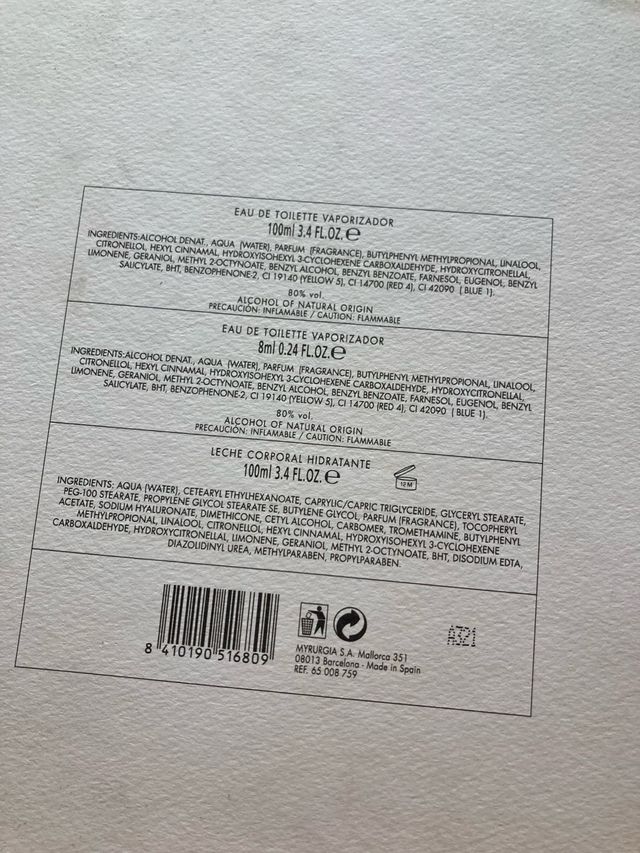 EAU DE TOILETTE VAPORIZADOR
100ml 3.4 FL.OZ. ℮
INGREDIENTS:ALCOHOL DENAT., AQUA (WATER), PARFUM (FRAGRANCE), BUTYLPHENYL METHYLPROPIONAL, LINALOOL,
CITRONELLOL, HEXYL CINNAMAL, HYDROXYISOHEXYL 3-CYCLOHEXENE CARBOXALDEHYDE, HYDROXYCITRONELLAL,
LIMONENE, GERANIOL, METHYL 2-OCTYNOATE, BENZYL ALCOHOL, BENZYL BENZOATE, FARNESOL, EUGENOL, BENZYL
SALICYLATE, BHT, BENZOPHENONE-2, CI 19140 (YELLOW 5), CI 14700 (RED 4), CI 42090 ( BLUE 1).
80% vol.
ALCOHOL OF NATURAL ORIGIN
PRECAUCIÓN: INFLAMABLE / CAUTION: FLAMMABLE
EAU DE TOILETTE VAPORIZADOR
8ml 0.24 FL.OZ. ℮
INGREDIENTS:ALCOHOL DENAT., AQUA (WATER), PARFUM (FRAGRANCE), BUTYLPHENYL METHYLPROPIONAL, LINALOOL,
CITRONELLOL, HEXYL CINNAMAL, HYDROXYISOHEXYL 3-CYCLOHEXENE CARBOXALDEHYDE, HYDROXYCITRONELLAL,
LIMONENE, GERANIOL, METHYL 2-OCTYNOATE, BENZYL ALCOHOL, BENZYL BENZOATE, FARNESOL, EUGENOL, BENZYL
SALICYLATE, BHT, BENZOPHENONE-2, CI 19140 (YELLOW 5), CI 14700 (RED 4), CI 42090 ( BLUE 1).
80% vol.
ALCOHOL OF NATURAL ORIGIN
PRECAUCIÓN: INFLAMABLE / CAUTION: FLAMMABLE
LECHE CORPORAL HIDRATANTE
100ml 3.4 FL.OZ. ℮
12 M
INGREDIENTS: AQUA (WATER), CETEARYL ETHYLHEXANOATE, CAPRYLIC/CAPRIC TRIGLYCERIDE, GLYCERYL STEARATE,
PEG-100 STEARATE, PROPYLENE GLYCOL STEARATE SE, BUTYLENE GLYCOL, PARFUM (FRAGRANCE), TOCOPHERYL
ACETATE, SODIUM HYALURONATE, DIMETHICONE, CETYL ALCOHOL, CARBOMER, TROMETHAMINE, BUTYLPHENYL
METHYLPROPIONAL, LINALOOL, CITRONELLOL, HEXYL CINNAMAL, HYDROXYISOHEXYL 3-CYCLOHEXENE
CARBOXALDEHYDE, HYDROXYCITRONELLAL, LIMONENE, GERANIOL, METHYL 2-OCTYNOATE, BHT, DISODIUM EDTA,
DIAZOLIDINYL UREA, METHYLPARABEN, PROPYLPARABEN.
8 410190 516809
MYRURGIA S.A. Mallorca 351
08013 Barcelona - Made in Spain
REF. 65 008 759
A321